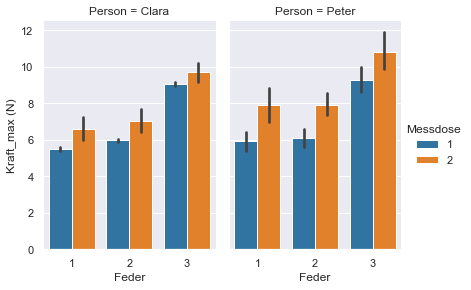 Person = Clara
Person = Peter
12
10
8
6
4
2
0
Kraft_max (N)
1 2 3
Feder
1 2 3
Feder
Messdose
1
2